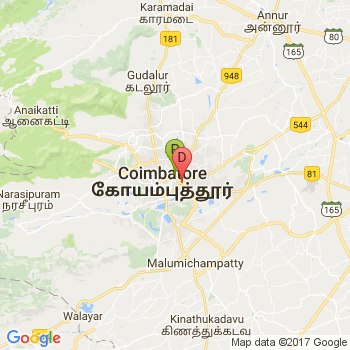 Karamadai
காரமடை
Annur
அன்னூர்
181
80
165
Gudalur
கடலூர்
948
Anaikatti
ஆனைகட்டி
544
B
D
Coimbatore
கோயம்புத்தூர்
81
Narasipuram
நரசீபுரம்
165
Malumichampatty
Walayar
Kinathukadavu
கிணத்துக்கடவு
Google
Map data ©2017 Google